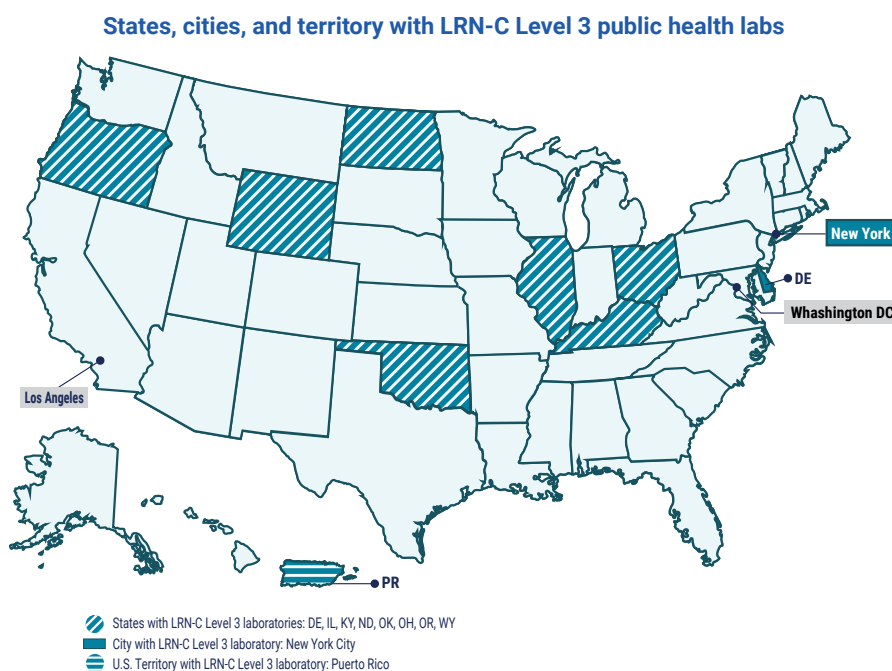 States, cities, and territory with LRN-C Level 3 public health labs
New York
DE
Whashington DC
Los Angeles
PR
States with LRN-C Level 3 laboratories: DE, IL, KY, ND, OK, OH, OR, WY
City with LRN-C Level 3 laboratory: New York City
U.S. Territory with LRN-C Level 3 laboratory: Puerto Rico